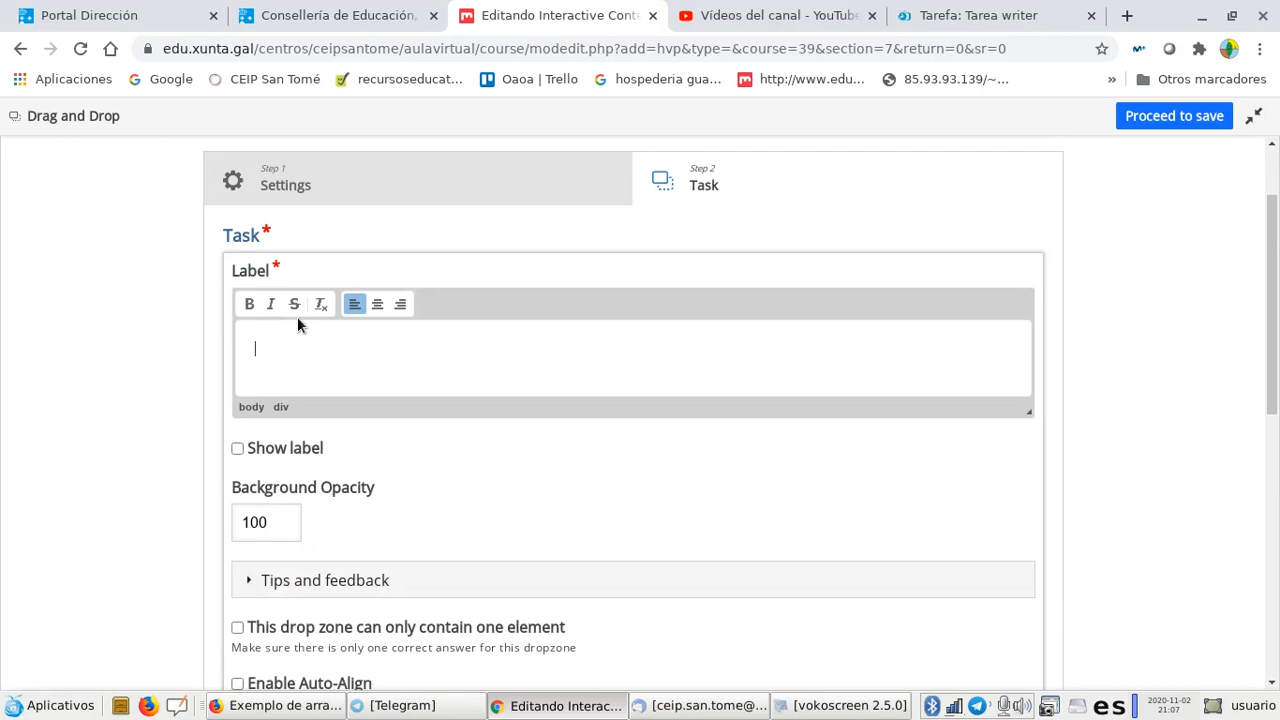 Portal Dirección
Consellería de Educación,
Editando Interactive Cont
Vídeos del canal - YouTube
Tarefa: Tarea writer
edu.xunta.gal/centros/ceipsantome/aulavirtual/course/modedit.php?add=hvp&type=&course=39&section=7&return=0&sr=0
Aplicaciones
Google
CEIP San Tomé
recursoseducat...
Oaoa | Trello
hospederia gua...
http://www.edu...
85.93.93.139/~...
»
Otros marcadores
Drag and Drop
Proceed to save
Step 1
Settings
Step 2
Task
Task*
Label*
B I S Tx
body div
Show label
Background Opacity
100
Tips and feedback
This drop zone can only contain one element
Make sure there is only one correct answer for this dropzone
Enable Auto-Align
Aplicativos
Exemplo de arra...
[Telegram]
Editando Interac...
[ceip.san.tome@...
[vokoscreen 2.5.0]
es
2020-11-02
21:07
usuario